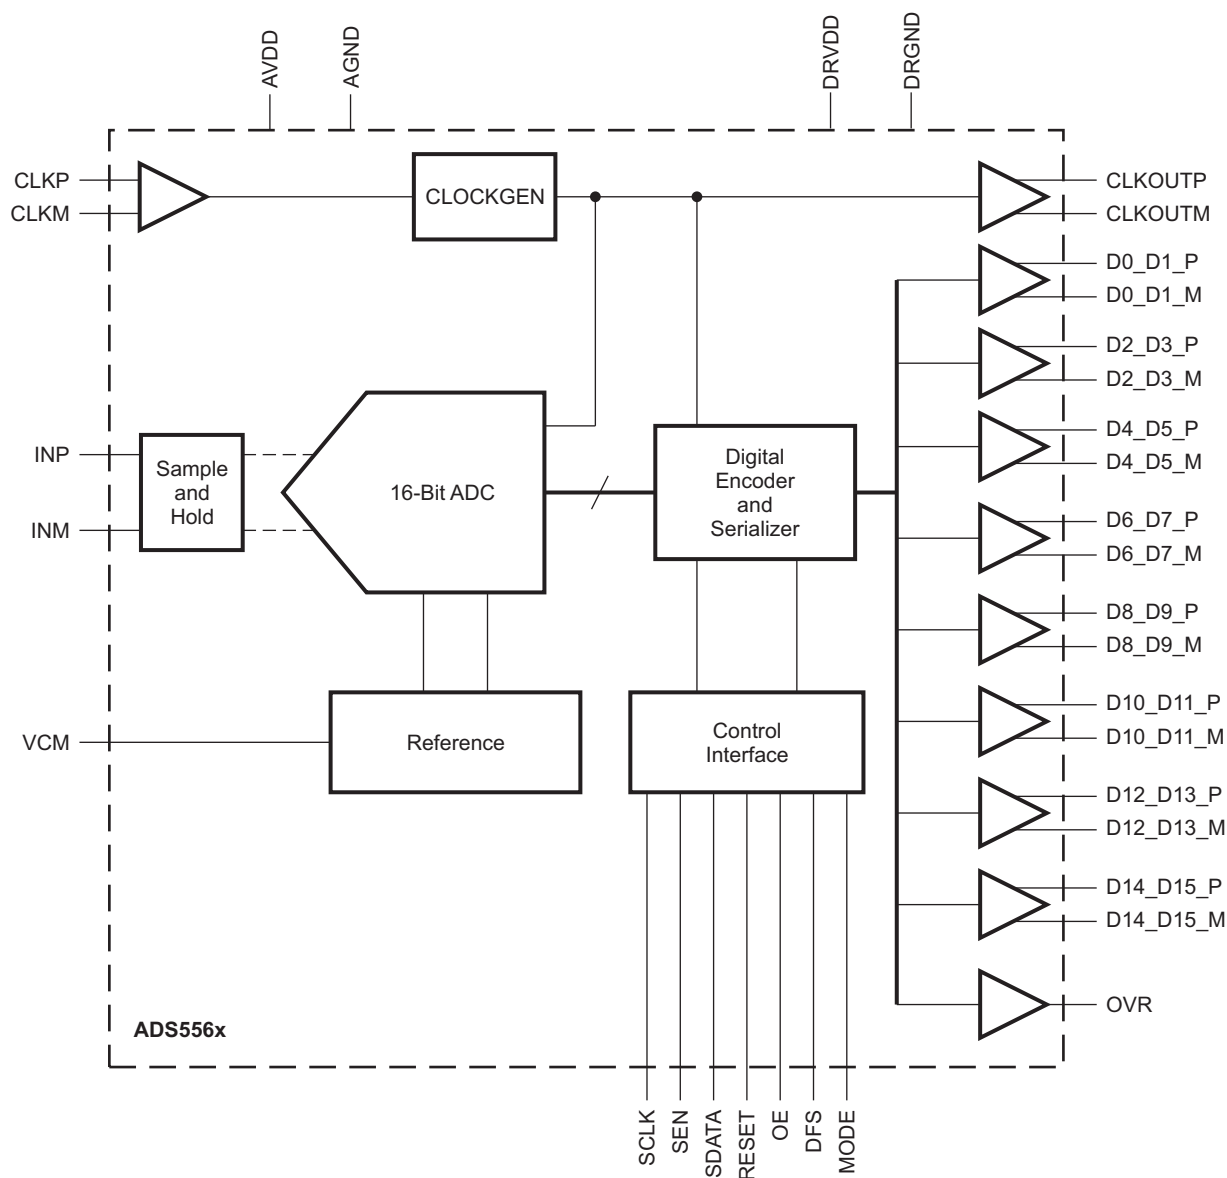 AVDD
AGND
DRVDD
DRGND
CLKP
CLKM
CLOCKGEN
CLKOUTP
CLKOUTM
D0_D1_P
D0_D1_M
D2_D3_P
D2_D3_M
D4_D5_P
D4_D5_M
INP
INM
Sample
and
Hold
16-Bit ADC
Digital
Encoder
and
Serializer
D6_D7_P
D6_D7_M
D8_D9_P
D8_D9_M
VCM
Reference
Control
Interface
D10_D11_P
D10_D11_M
D12_D13_P
D12_D13_M
D14_D15_P
D14_D15_M
OVR
ADS556x
SCLK
SEN
SDATA
RESET
OE
DFS
MODE